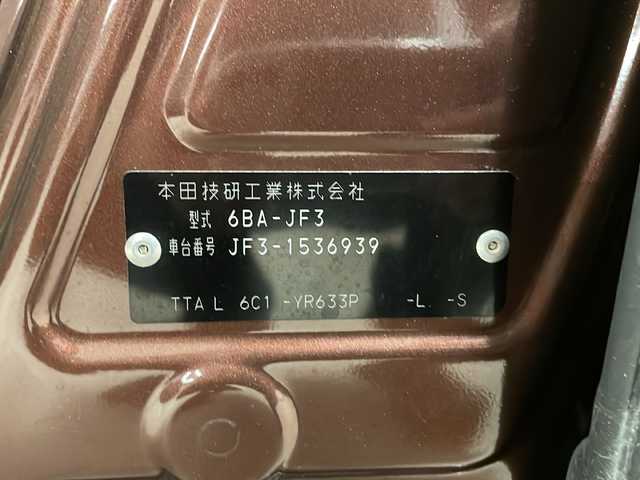 本田技研工業株式会社
型式 6BA-JF3
車台番号 JF3-1536939
TTA L 6C1 -YR633P -L -S